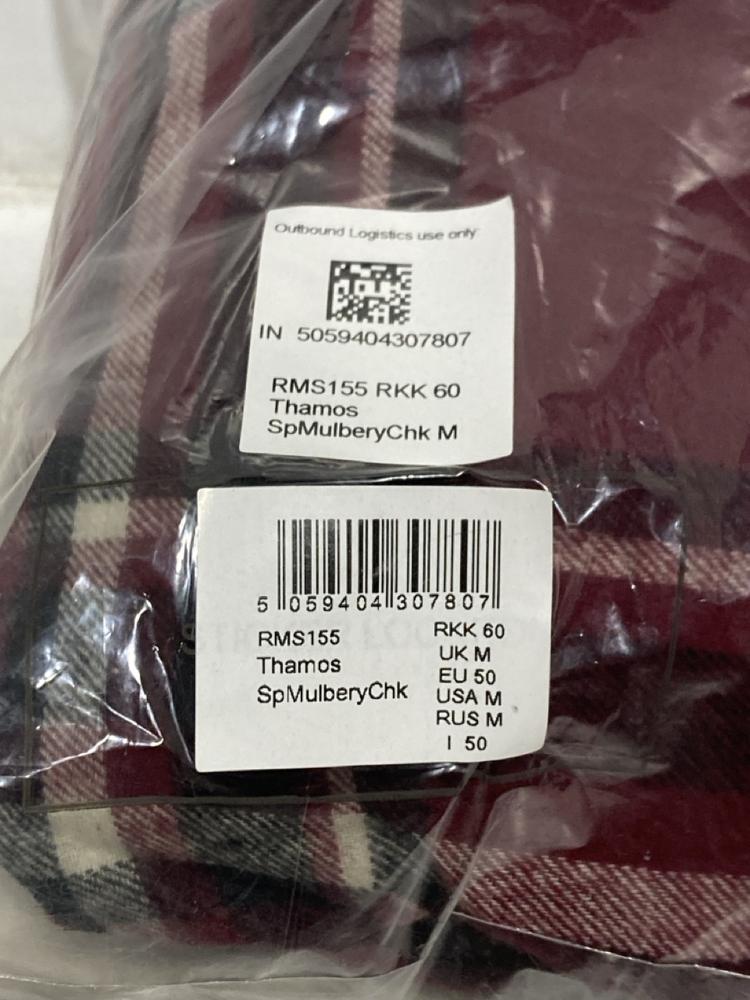 Outbound Logistics use only
IN 5059404307807
RMS155 RKK 60
Thamos
SpMulberyChk M
5 059404 307807
RMS155
Thamos
SpMulberyChk
RKK 60
UK M
EU 50
USA M
RUS M
I 50